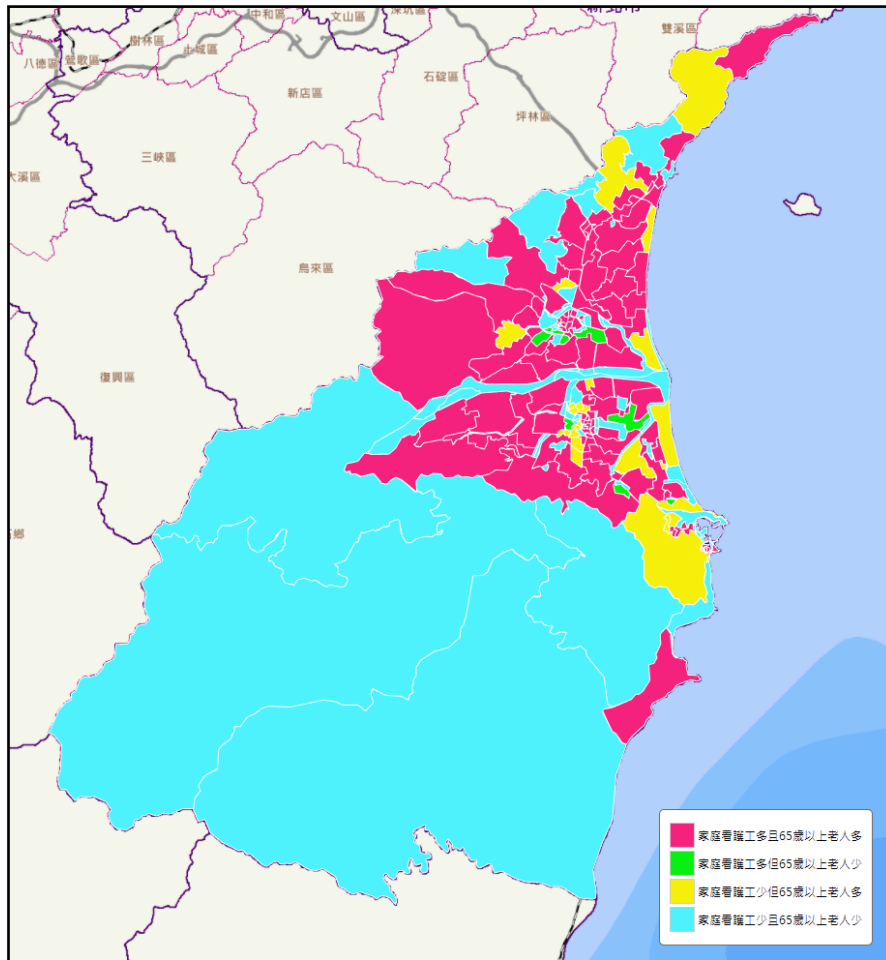 中和區
文山區
深坑區
新北市
雙溪區
樹林區
土城區
八德區
鶯歌區
石碇區
新店區
坪林區
三峽區
大溪區
烏來區
復興區
家庭看護工多且65歲以上老人多
家庭看護工多但65歲以上老人少
家庭看護工少但65歲以上老人多
家庭看護工少且65歲以上老人少